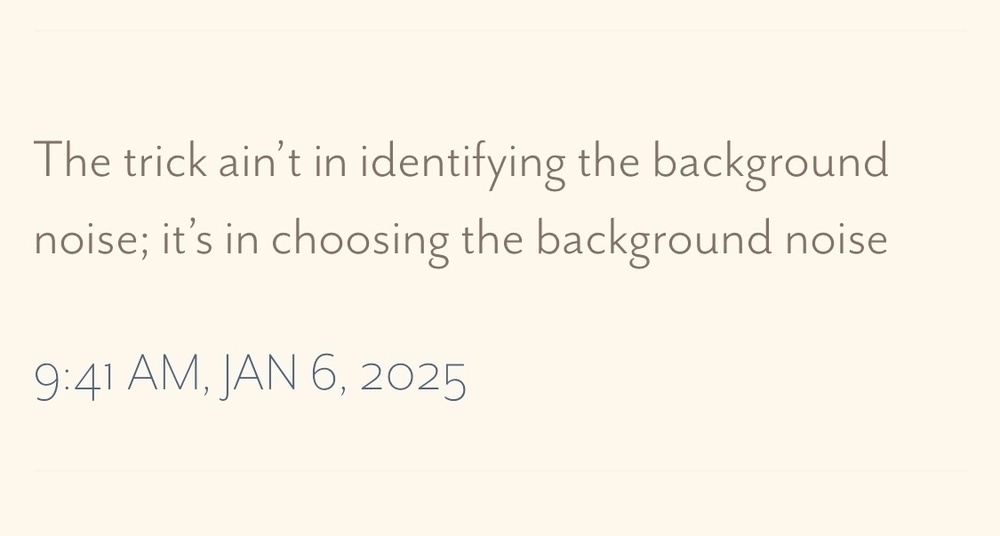 The trick ain’t in identifying the background
noise; it’s in choosing the background noise
9:41 AM, JAN 6, 2025